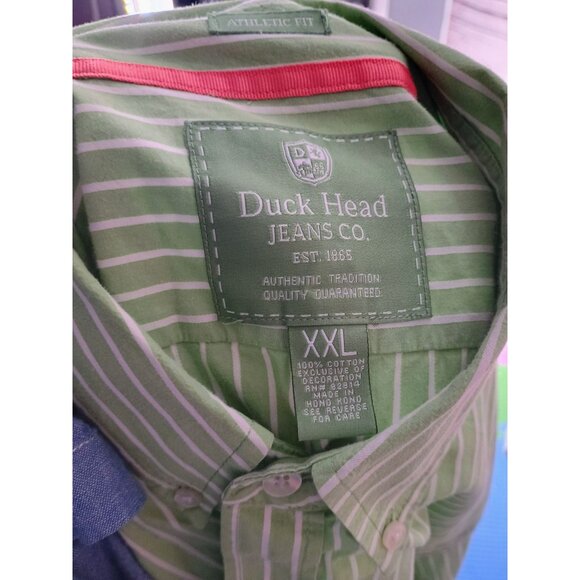 ATHLETIC FIT
Duck Head
JEANS CO.
EST. 1865
AUTHENTIC TRADITION
QUALITY GUARANTEED
XXL
100% COTTON
EXCLUSIVE OF
DECORATION
RN# 82814
MADE IN
HONG KONG
SEE REVERSE
FOR CARE